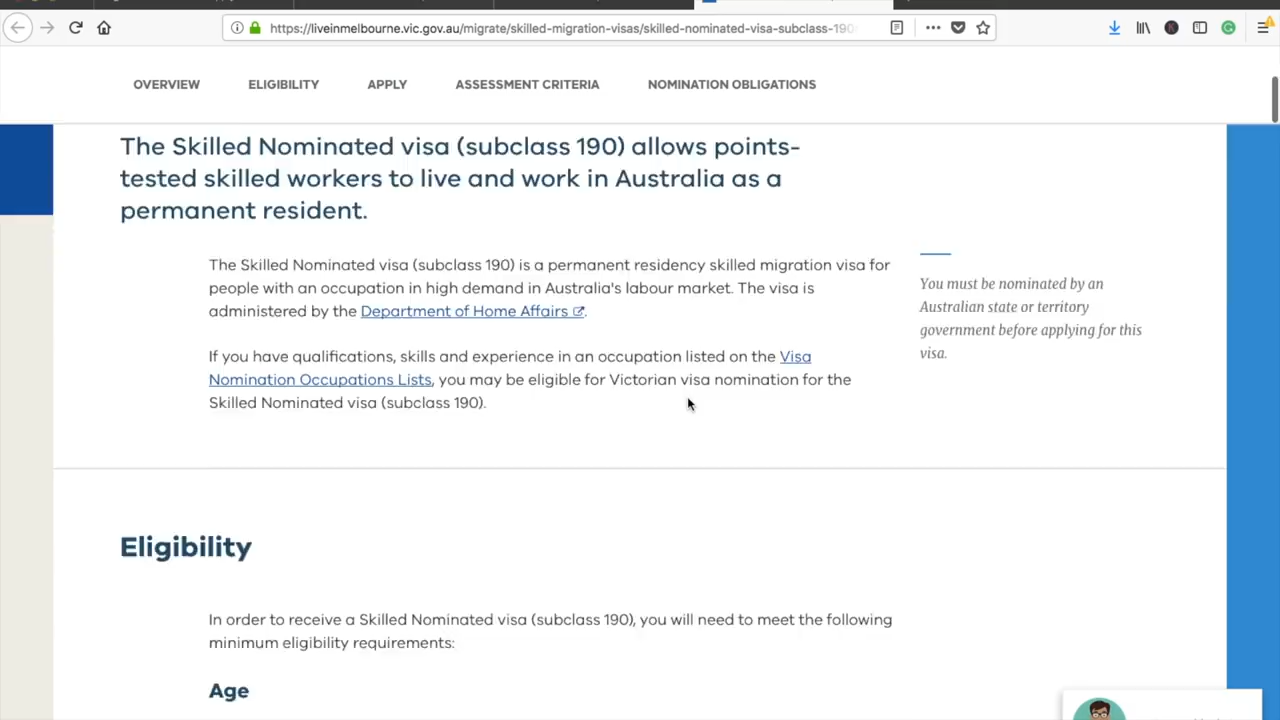 https://liveinmelbourne.vic.gov.au/migrate/skilled-migration-visas/skilled-nominated-visa-subclass-190
OVERVIEW ELIGIBILITY APPLY ASSESSMENT CRITERIA NOMINATION OBLIGATIONS
The Skilled Nominated visa (subclass 190) allows points-
tested skilled workers to live and work in Australia as a
permanent resident.
The Skilled Nominated visa (subclass 190) is a permanent residency skilled migration visa for
people with an occupation in high demand in Australia's labour market. The visa is
administered by the Department of Home Affairs.
If you have qualifications, skills and experience in an occupation listed on the Visa
Nomination Occupations Lists, you may be eligible for Victorian visa nomination for the
Skilled Nominated visa (subclass 190).
You must be nominated by an
Australian state or territory
government before applying for this
visa.
Eligibility
In order to receive a Skilled Nominated visa (subclass 190), you will need to meet the following
minimum eligibility requirements:
Age